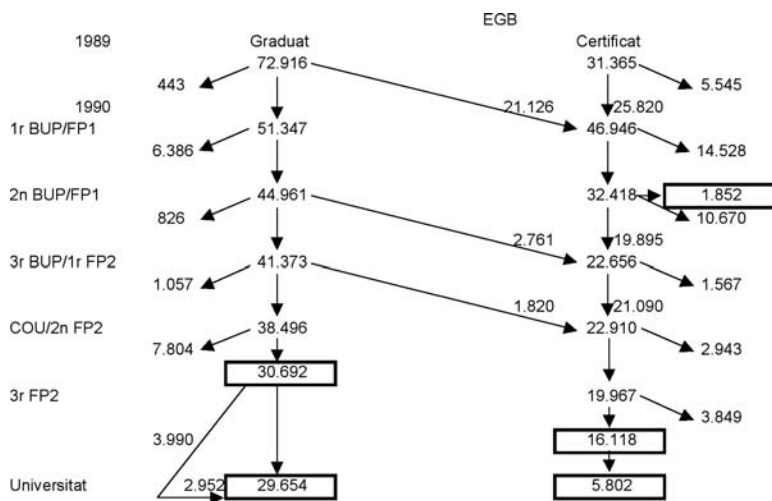 EGB
1989 Graduat Certificat
72.916 31.365
443 5.545
1990 21.126 25.820
1r BUP/FP1 51.347 46.946
6.386 14.528
2n BUP/FP1 44.961 32.418 1.852
826 10.670
2.761 19.895
3r BUP/1r FP2 41.373 22.656
1.057 1.567
1.820 21.090
COU/2n FP2 38.496 22.910
7.804 2.943
30.692
3r FP2 19.967
3.849
3.990 16.118
Universitat 2.952 29.654 5.802